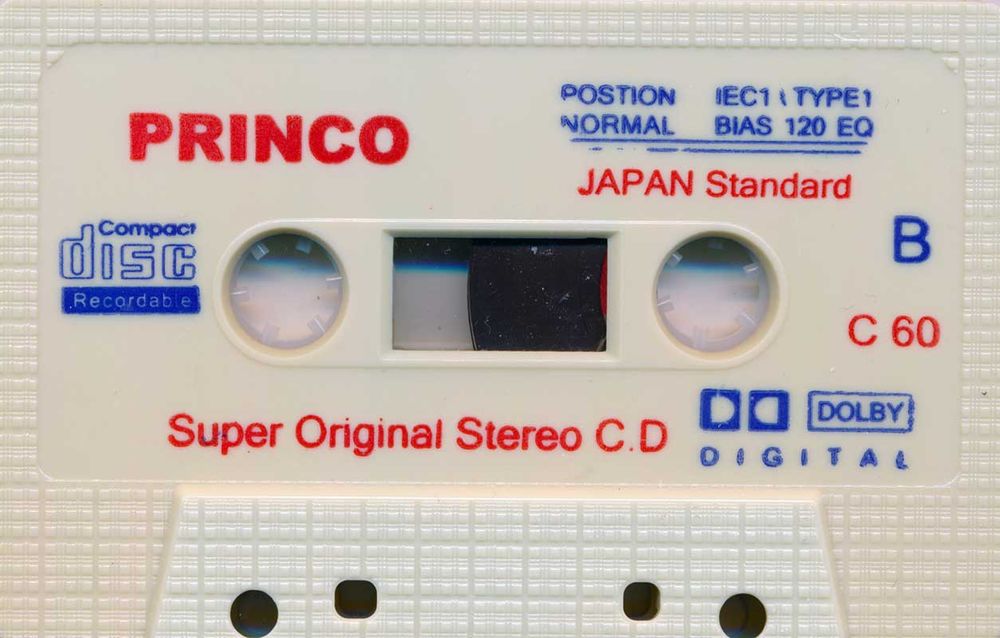 PRINCO
POSTION IEC1 \ TYPE1
NORMAL BIAS 120 EQ
JAPAN Standard
Compact
disc
Recordable
B
C 60
Super Original Stereo C.D
DOLBY
DIGITAL